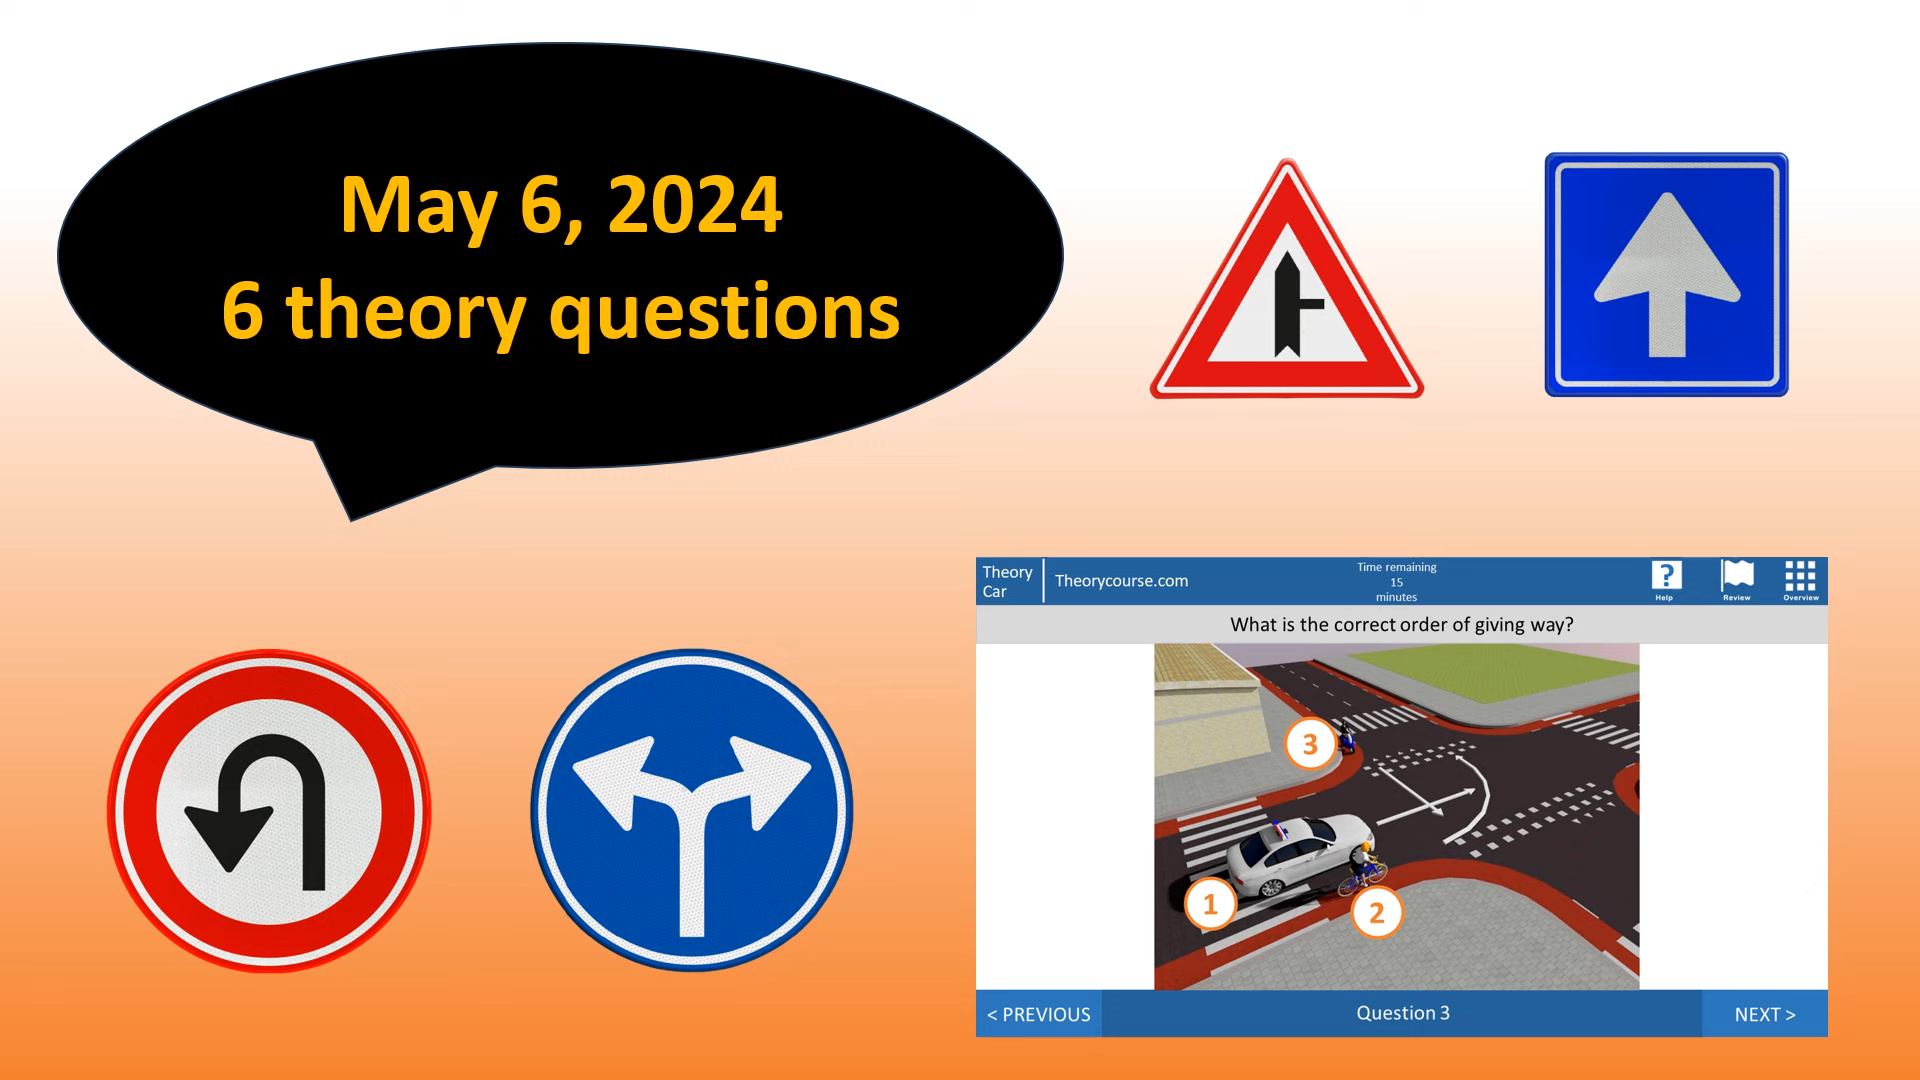 May 6, 2024
6 theory questions
Theory
Car
Theorycourse.com
Time remaining
15
minutes
?
Help
Review
Overview
What is the correct order of giving way?
3
1
2
< PREVIOUS
Question 3
NEXT >